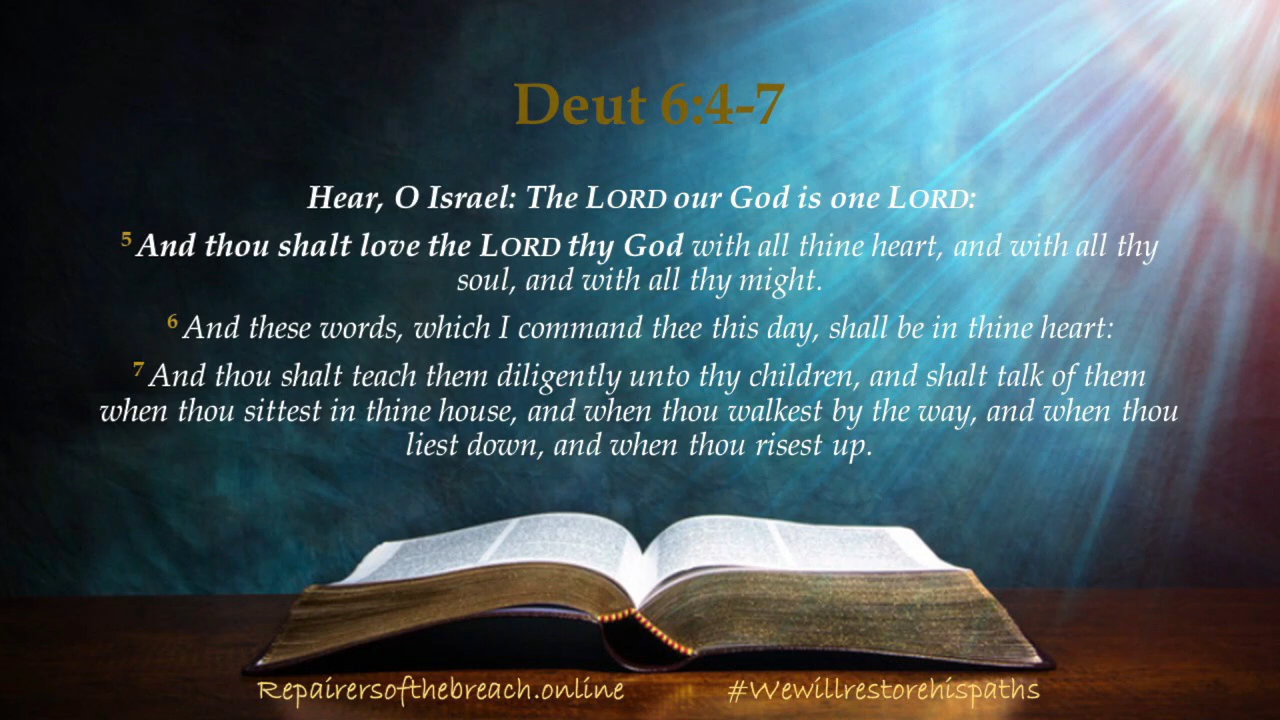 Deut 6:4-7
Hear, O Israel: The LORD our God is one LORD:
5 And thou shalt love the LORD thy God with all thine heart, and with all thy
soul, and with all thy might.
6 And these words, which I command thee this day, shall be in thine heart:
7 And thou shalt teach them diligently unto thy children, and shalt talk of them
when thou sittest in thine house, and when thou walkest by the way, and when thou
liest down, and when thou risest up.
Repairersofthebreach.online #Wewillrestorehispaths